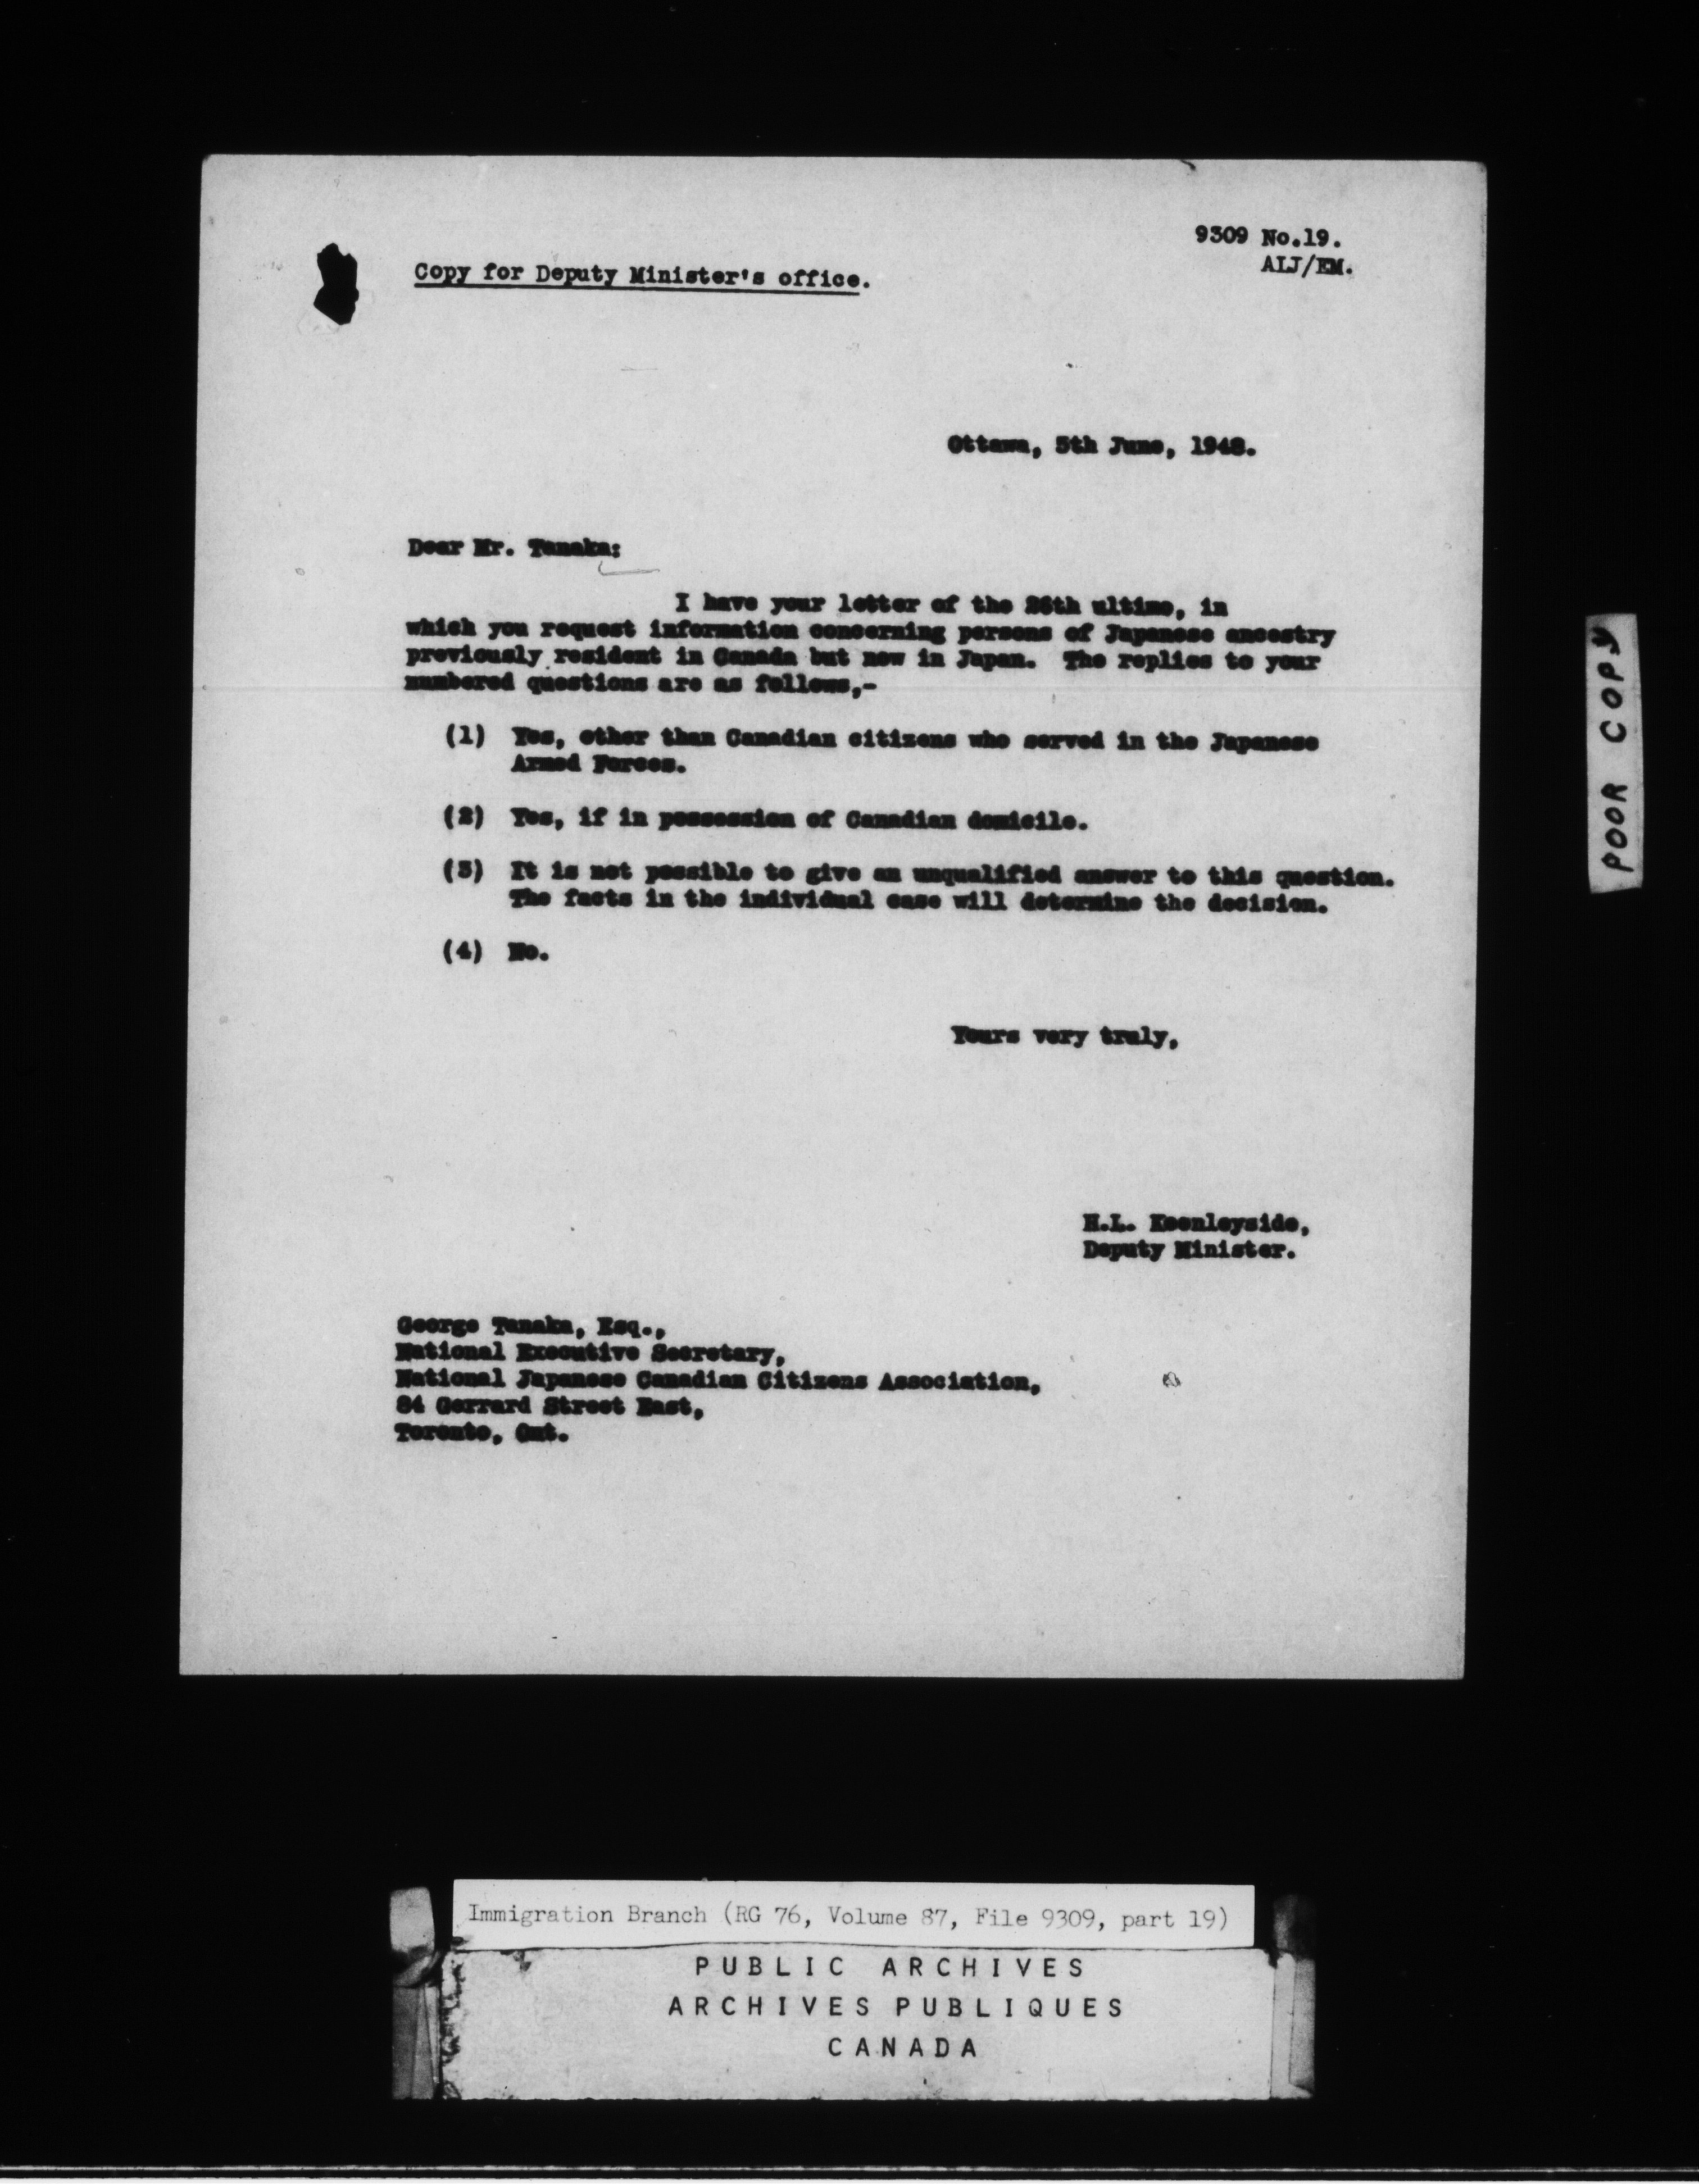 9309 No.19.
ALJ/EM.
Copy for Deputy Minister's office.
Ottawa, 5th June, 1948.
Dear Mr. Tanaka:
I have your letter of the 26th ultimo, in
which you request information concerning persons of Japanese ancestry
previously resident in Canada but now in Japan. The replies to your
numbered questions are as follows,-
(1) Yes, other than Canadian citizens who served in the Japanese
Armed Forces.
(2) Yes, if in possession of Canadian domicile.
(3) It is not possible to give an unqualified answer to this question.
The facts in the individual case will determine the decision.
(4) No.
Yours very truly,
H.L. Keenleyside,
Deputy Minister.
George Tanaka, Esq.,
National Executive Secretary,
National Japanese Canadian Citizens Association,
84 Gerrard Street East,
Toronto, Ont.
POOR COPY
Immigration Branch (RG 76, Volume 87, File 9309, part 19)
PUBLIC ARCHIVES
ARCHIVES PUBLIQUES
CANADA